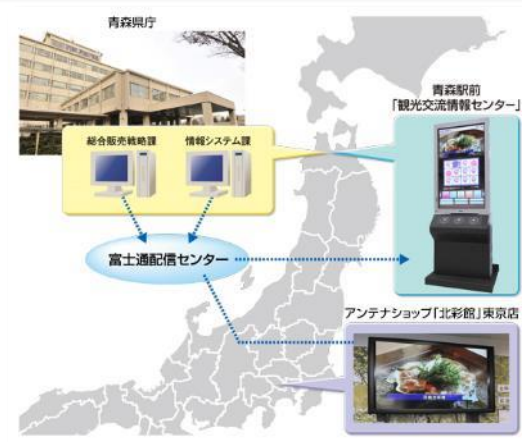 青森県庁
総合販売戦略課
情報システム課
富士通配信センター
青森駅前
「観光交流情報センター」
アンテナショップ「北彩館」東京店